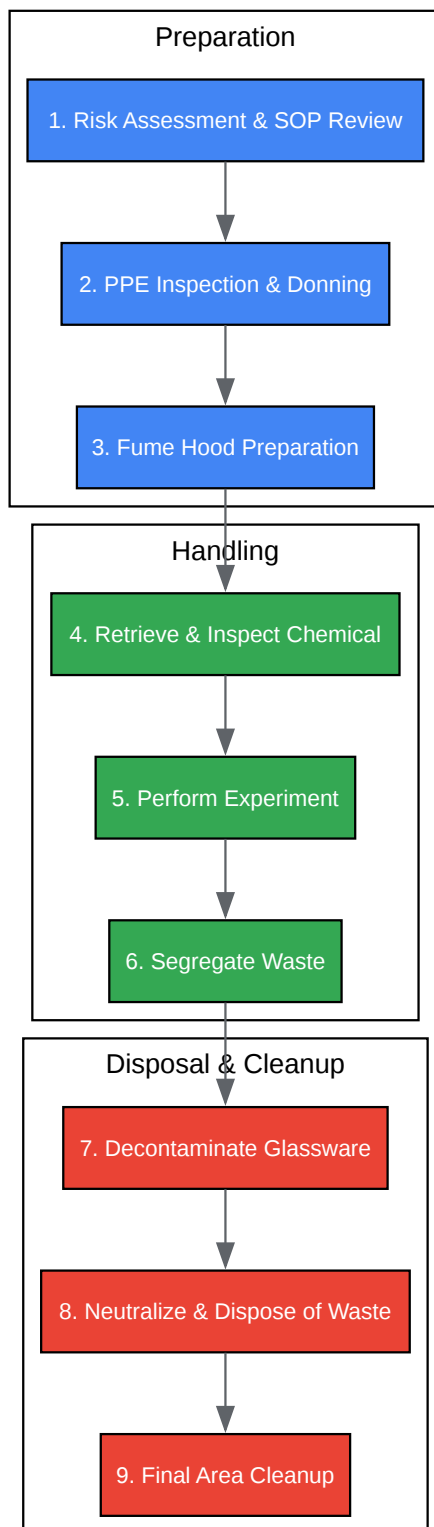 Preparation
1. Risk Assessment & SOP Review
2. PPE Inspection & Donning
3. Fume Hood Preparation
Handling
4. Retrieve & Inspect Chemical
5. Perform Experiment
6. Segregate Waste
Disposal & Cleanup
7. Decontaminate Glassware
8. Neutralize & Dispose of Waste
9. Final Area Cleanup